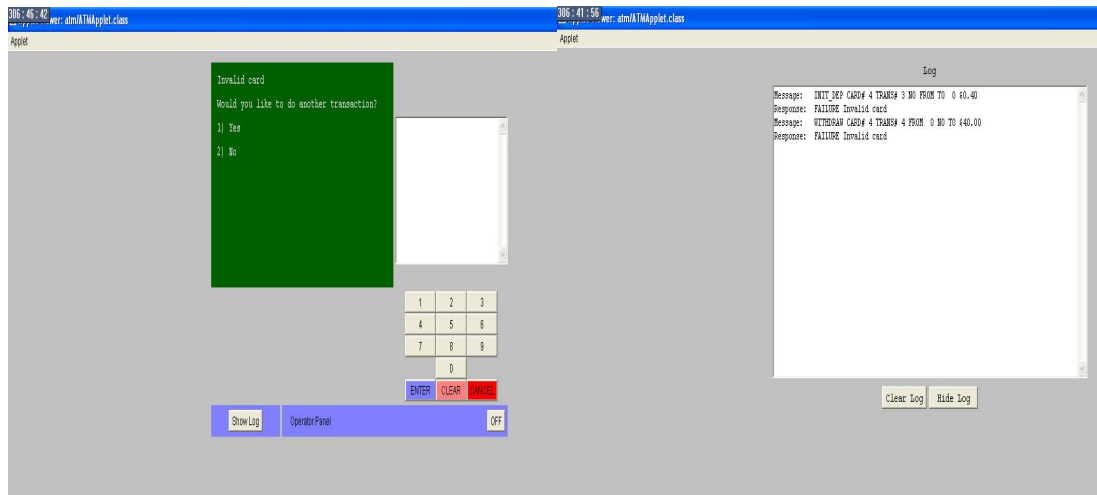 306 : 46 : 42
wer: atm/ATMApplet.class
Applet
Invalid card
Would you like to do another transaction?
1) Yes
2) No
1 2 3
4 5 6
7 8 9
0
ENTER CLEAR CANCEL
Show Log Operator Panel OFF
306 : 41 : 56
wer: atm/ATMApplet.class
Applet
Log
Message: INIT_DEP CARD# 4 TRANS# 3 NO FROM TO 0 $0.40
Response: FAILURE Invalid card
Message: WITHDRAW CARD# 4 TRANS# 4 FROM 0 NO TO $40.00
Response: FAILURE Invalid card
Clear Log Hide Log